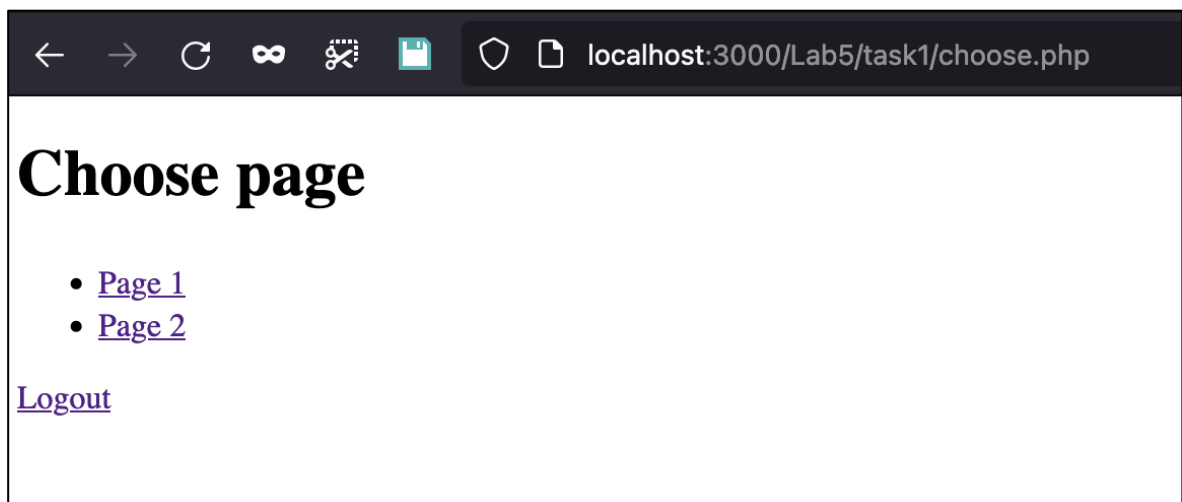 localhost:3000/Lab5/task1/choose.php
Choose page
Page 1
Page 2
Logout